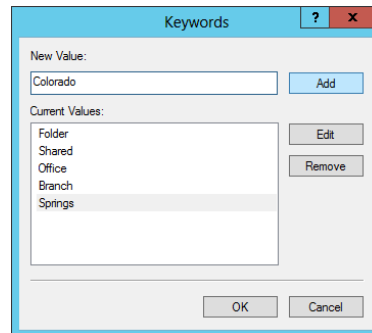 Keywords
? x
New Value:
Colorado
Add
Current Values:
Folder
Shared
Office
Branch
Springs
Edit
Remove
OK
Cancel